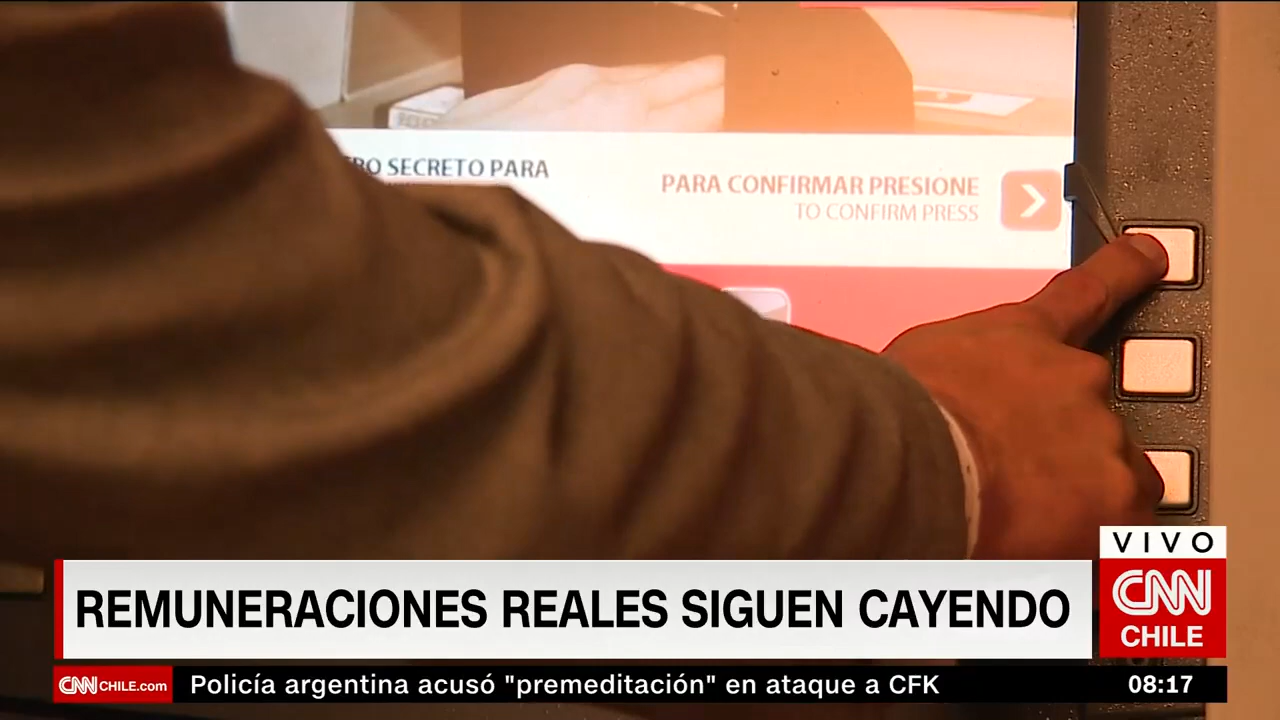 SECRETO PARA
PARA CONFIRMAR PRESIONE
TO CONFIRM PRESS
VIVO
CNN
CHILE
REMUNERACIONES REALES SIGUEN CAYENDO
CNNCHILE.com
Policía argentina acusó "premeditación" en ataque a CFK
08:17